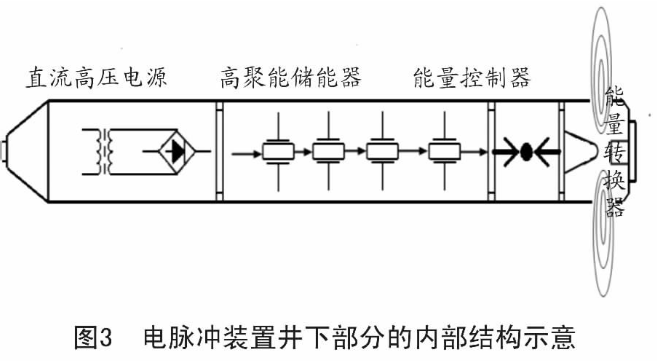 直流高压电源 高聚能储能器 能量控制器
能量转换器
图3 电脉冲装置井下部分的内部结构示意